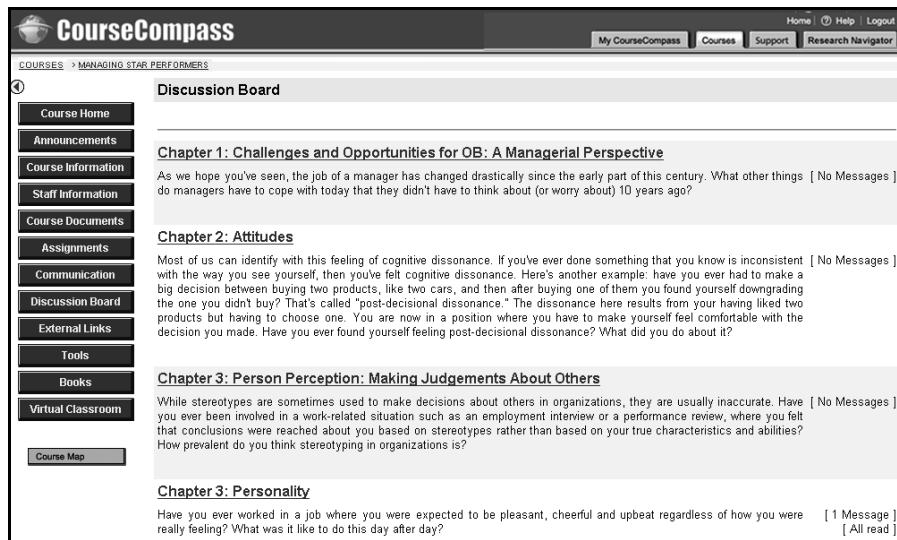 CourseCompass
Home | ? Help | Logout
My CourseCompass Courses Support Research Navigator
COURSES > MANAGING STAR PERFORMERS
Discussion Board
Course Home
Announcements
Course Information
Staff Information
Course Documents
Assignments
Communication
Discussion Board
External Links
Tools
Books
Virtual Classroom
Course Map
Chapter 1: Challenges and Opportunities for OB: A Managerial Perspective
As we hope you've seen, the job of a manager has changed drastically since the early part of this century. What other things [ No Messages ]
do managers have to cope with today that they didn't have to think about (or worry about) 10 years ago?
Chapter 2: Attitudes
Most of us can identify with this feeling of cognitive dissonance. If you've ever done something that you know is inconsistent [ No Messages ]
with the way you see yourself, then you've felt cognitive dissonance. Here's another example: have you ever had to make a
big decision between buying two products, like two cars, and then after buying one of them you found yourself downgrading
the one you didn't buy? That's called "post-decisional dissonance." The dissonance here results from your having liked two
products but having to choose one. You are now in a position where you have to make yourself feel comfortable with the
decision you made. Have you ever found yourself feeling post-decisional dissonance? What did you do about it?
Chapter 3: Person Perception: Making Judgements About Others
While stereotypes are sometimes used to make decisions about others in organizations, they are usually inaccurate. Have [ No Messages ]
you ever been involved in a work-related situation such as an employment interview or a performance review, where you felt
that conclusions were reached about you based on stereotypes rather than based on your true characteristics and abilities?
How prevalent do you think stereotyping in organizations is?
Chapter 3: Personality
Have you ever worked in a job where you were expected to be pleasant, cheerful and upbeat regardless of how you were [ 1 Message ]
really feeling? What was it like to do this day after day? [ All read ]